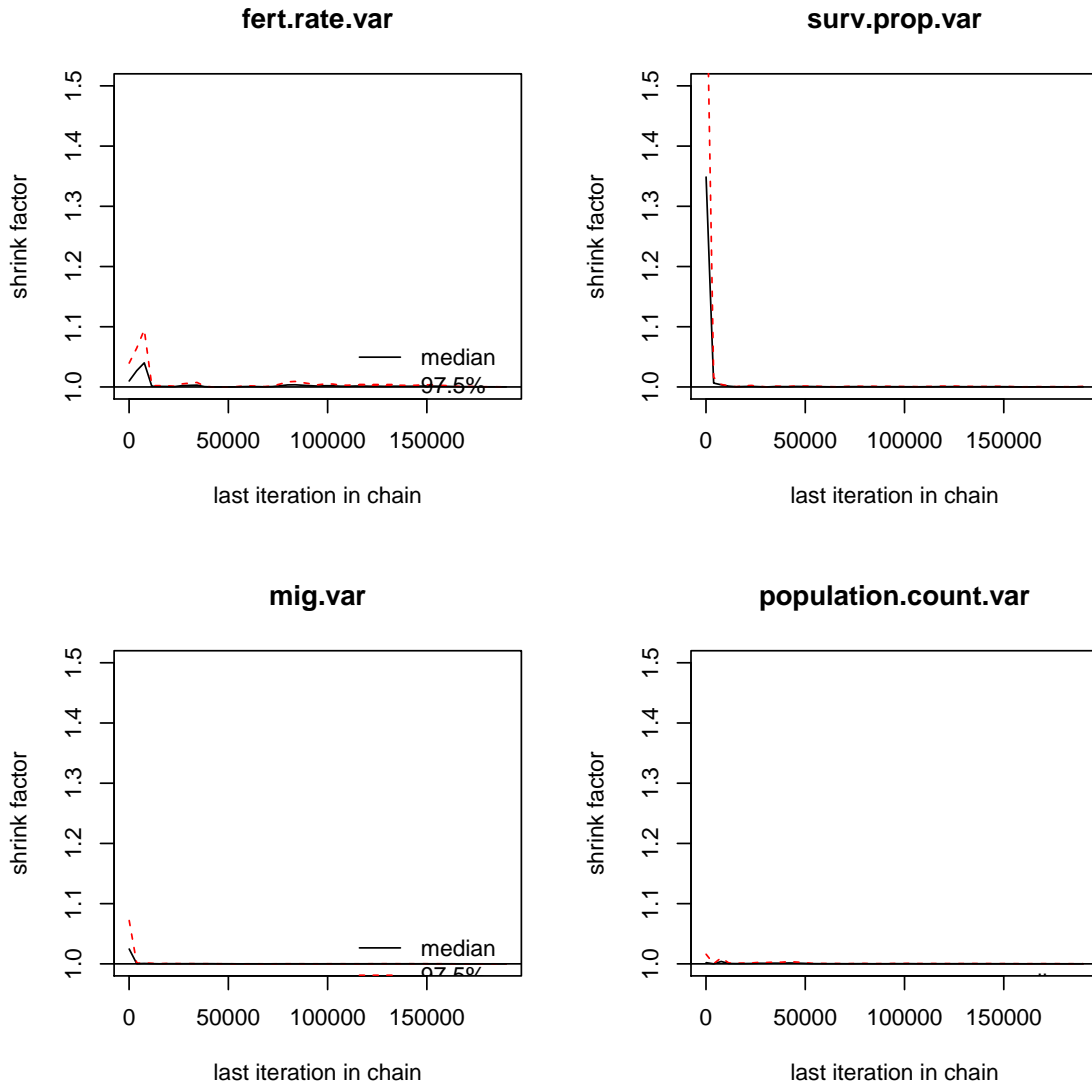 fert.rate.var
shrink factor
1.0 1.1 1.2 1.3 1.4 1.5
median
97.5%
0 50000 100000 150000
last iteration in chain
surv.prop.var
shrink factor
1.0 1.1 1.2 1.3 1.4 1.5
0 50000 100000 150000
last iteration in chain
mig.var
shrink factor
1.0 1.1 1.2 1.3 1.4 1.5
median
97.5%
0 50000 100000 150000
last iteration in chain
population.count.var
shrink factor
1.0 1.1 1.2 1.3 1.4 1.5
0 50000 100000 150000
last iteration in chain